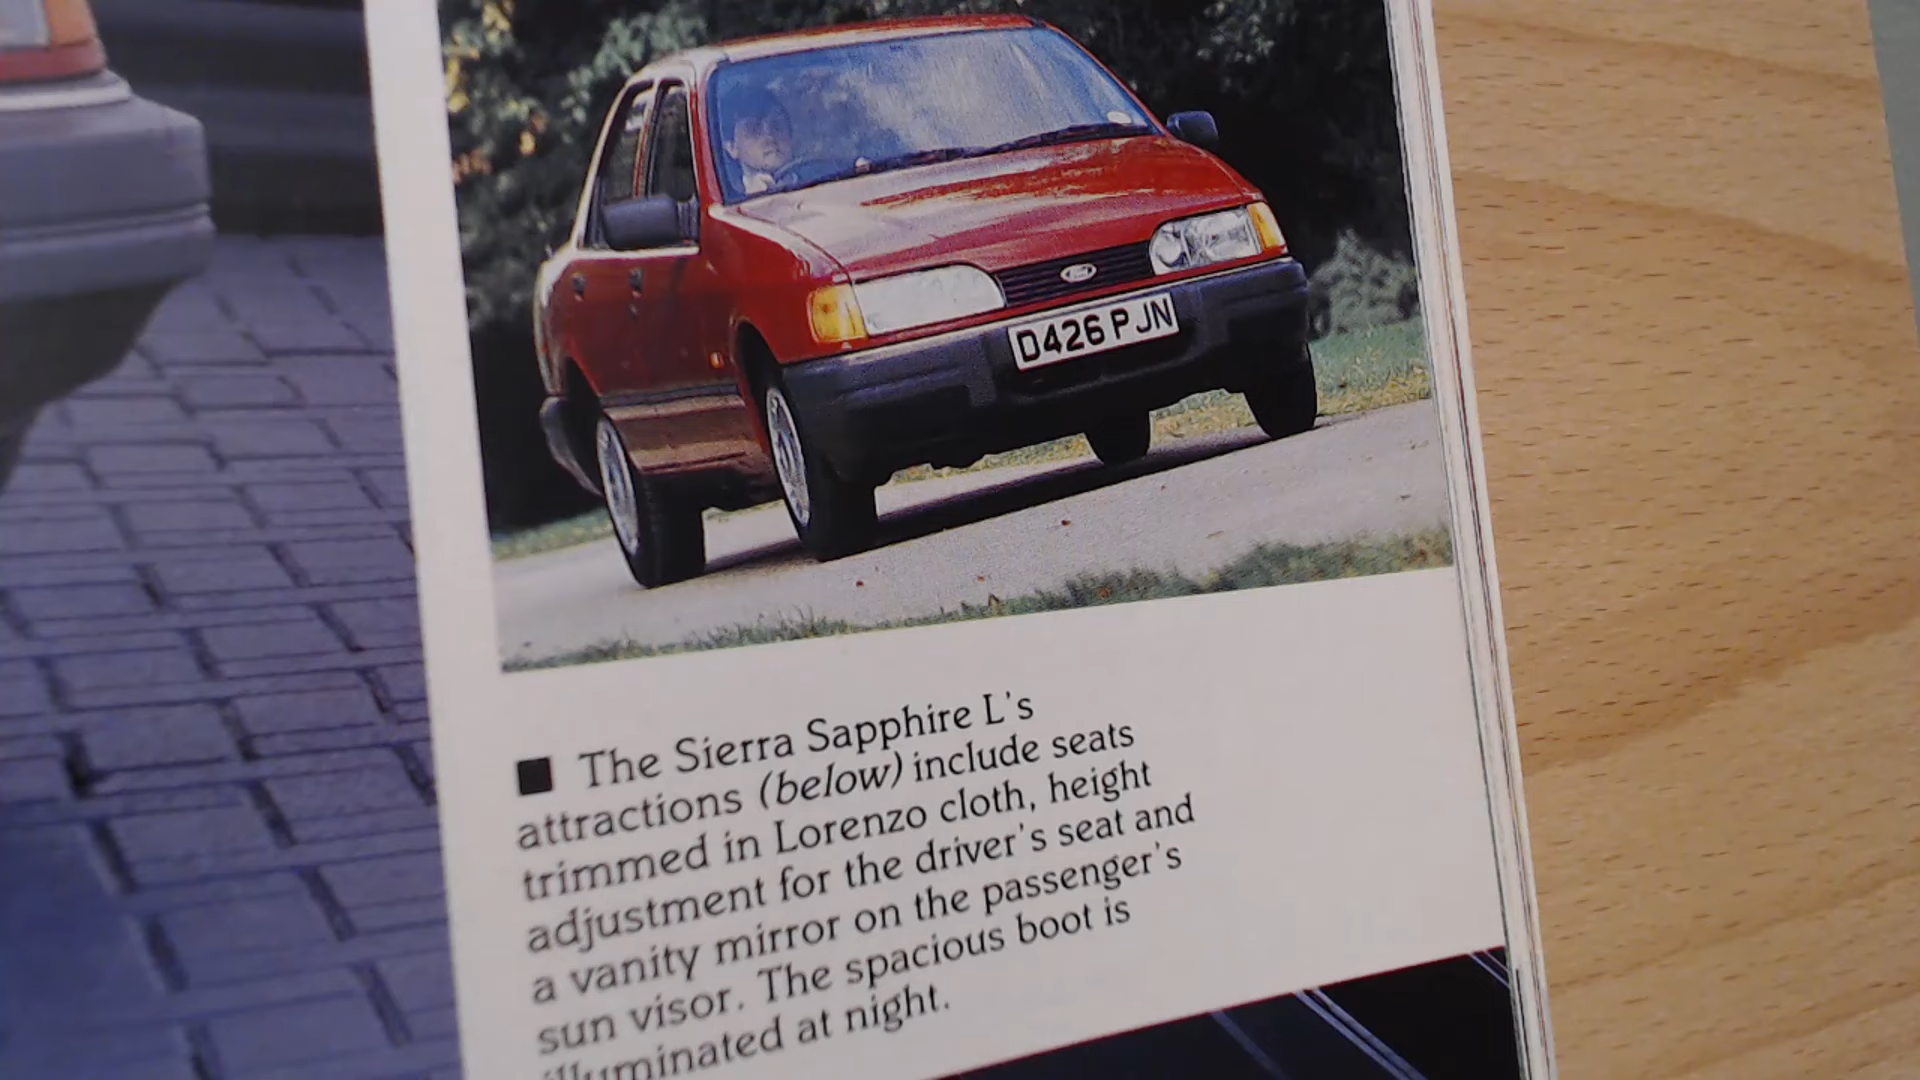 Ford
D426 PJN
■ The Sierra Sapphire L's
attractions (below) include seats
trimmed in Lorenzo cloth, height
adjustment for the driver's seat and
a vanity mirror on the passenger's
sun visor. The spacious boot is
illuminated at night.